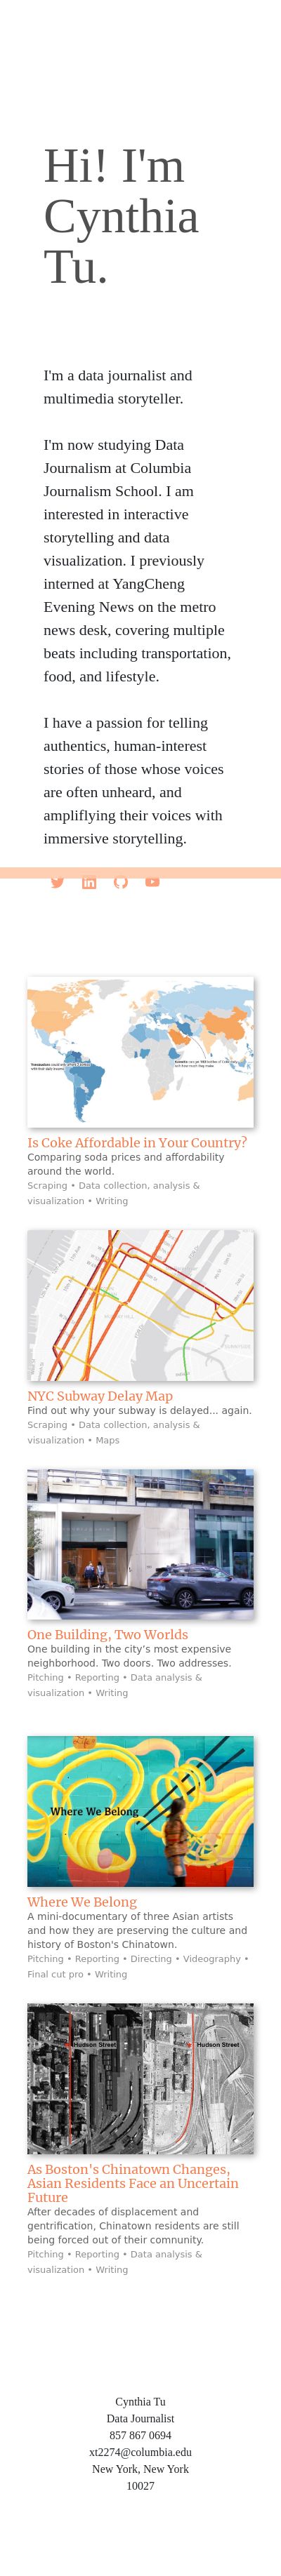 Hi! I'm
Cynthia
Tu.
I'm a data journalist and
multimedia storyteller.
I'm now studying Data
Journalism at Columbia
Journalism School. I am
interested in interactive
storytelling and data
visualization. I previously
interned at YangCheng
Evening News on the metro
news desk, covering multiple
beats including transportation,
food, and lifestyle.
I have a passion for telling
authentics, human-interest
stories of those whose voices
are often unheard, and
ampliflying their voices with
immersive storytelling.
Is Coke Affordable in Your Country?
Comparing soda prices and affordability
around the world.
Scraping • Data collection, analysis &
visualization • Writing
NYC Subway Delay Map
Find out why your subway is delayed... again.
Scraping • Data collection, analysis &
visualization • Maps
One Building, Two Worlds
One building in the city’s most expensive
neighborhood. Two doors. Two addresses.
Pitching • Reporting • Data analysis &
visualization • Writing
Where We Belong
Where We Belong
A mini-documentary of three Asian artists
and how they are preserving the culture and
history of Boston's Chinatown.
Pitching • Reporting • Directing • Videography •
Final cut pro • Writing
Hudson Street
Hudson Street
As Boston's Chinatown Changes,
Asian Residents Face an Uncertain
Future
After decades of displacement and
gentrification, Chinatown residents are still
being forced out of their community.
Pitching • Reporting • Data analysis &
visualization • Writing
Cynthia Tu
Data Journalist
857 867 0694
xt2274@columbia.edu
New York, New York
10027